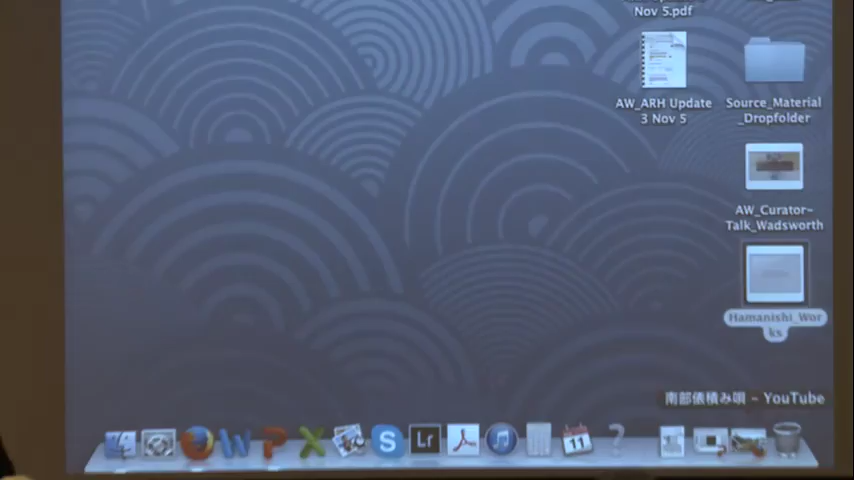 Nov 5.pdf
AW_ARH Update
3 Nov 5
Source_Material
_Dropfolder
AW_Curator-
Talk_Wadsworth
Hamanishi_Wor
ks
南部俵積み唄 - YouTube
W
P
X
S
Lr
11
?